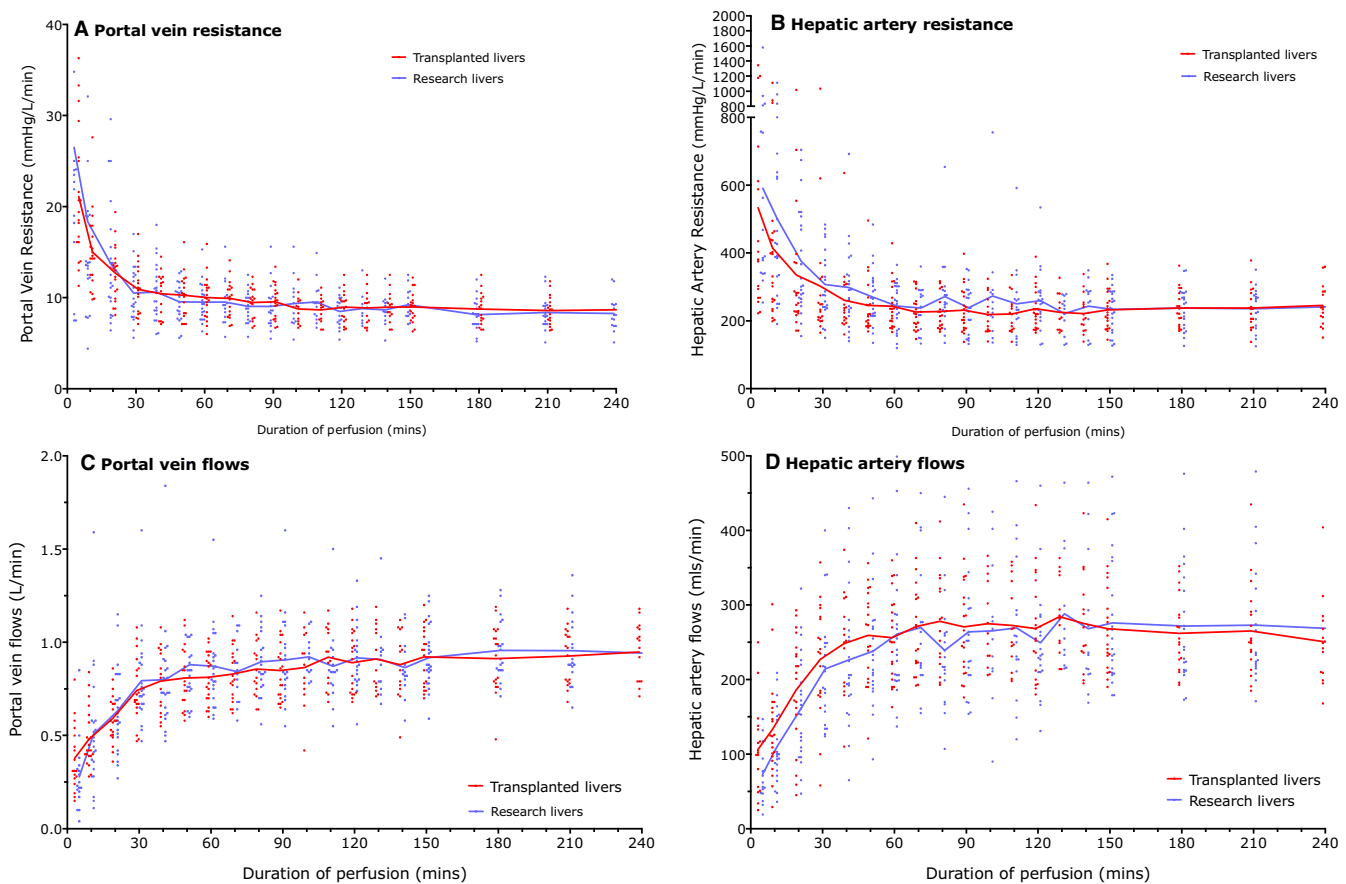 A Portal vein resistance
Transplanted livers
Research livers
Portal Vein Resistance (mmHg/L/min)
40
30
20
10
0
0 30 60 90 120 150 180 210 240
Duration of perfusion (mins)
B Hepatic artery resistance
Transplanted livers
Research livers
Hepatic Artery Resistance (mmHg/L/min)
2000
1800
1600
1400
1200
1000
800
800
600
400
200
0
0 30 60 90 120 150 180 210 240
Duration of perfusion (mins)
C Portal vein flows
Portal vein flows (L/min)
2.0
1.5
1.0
0.5
0.0
Transplanted livers
Research livers
0 30 60 90 120 150 180 210 240
Duration of perfusion (mins)
D Hepatic artery flows
Hepatic artery flows (mls/min)
500
400
300
200
100
0
Transplanted livers
Research livers
0 30 60 90 120 150 180 210 240
Duration of perfusion (mins)